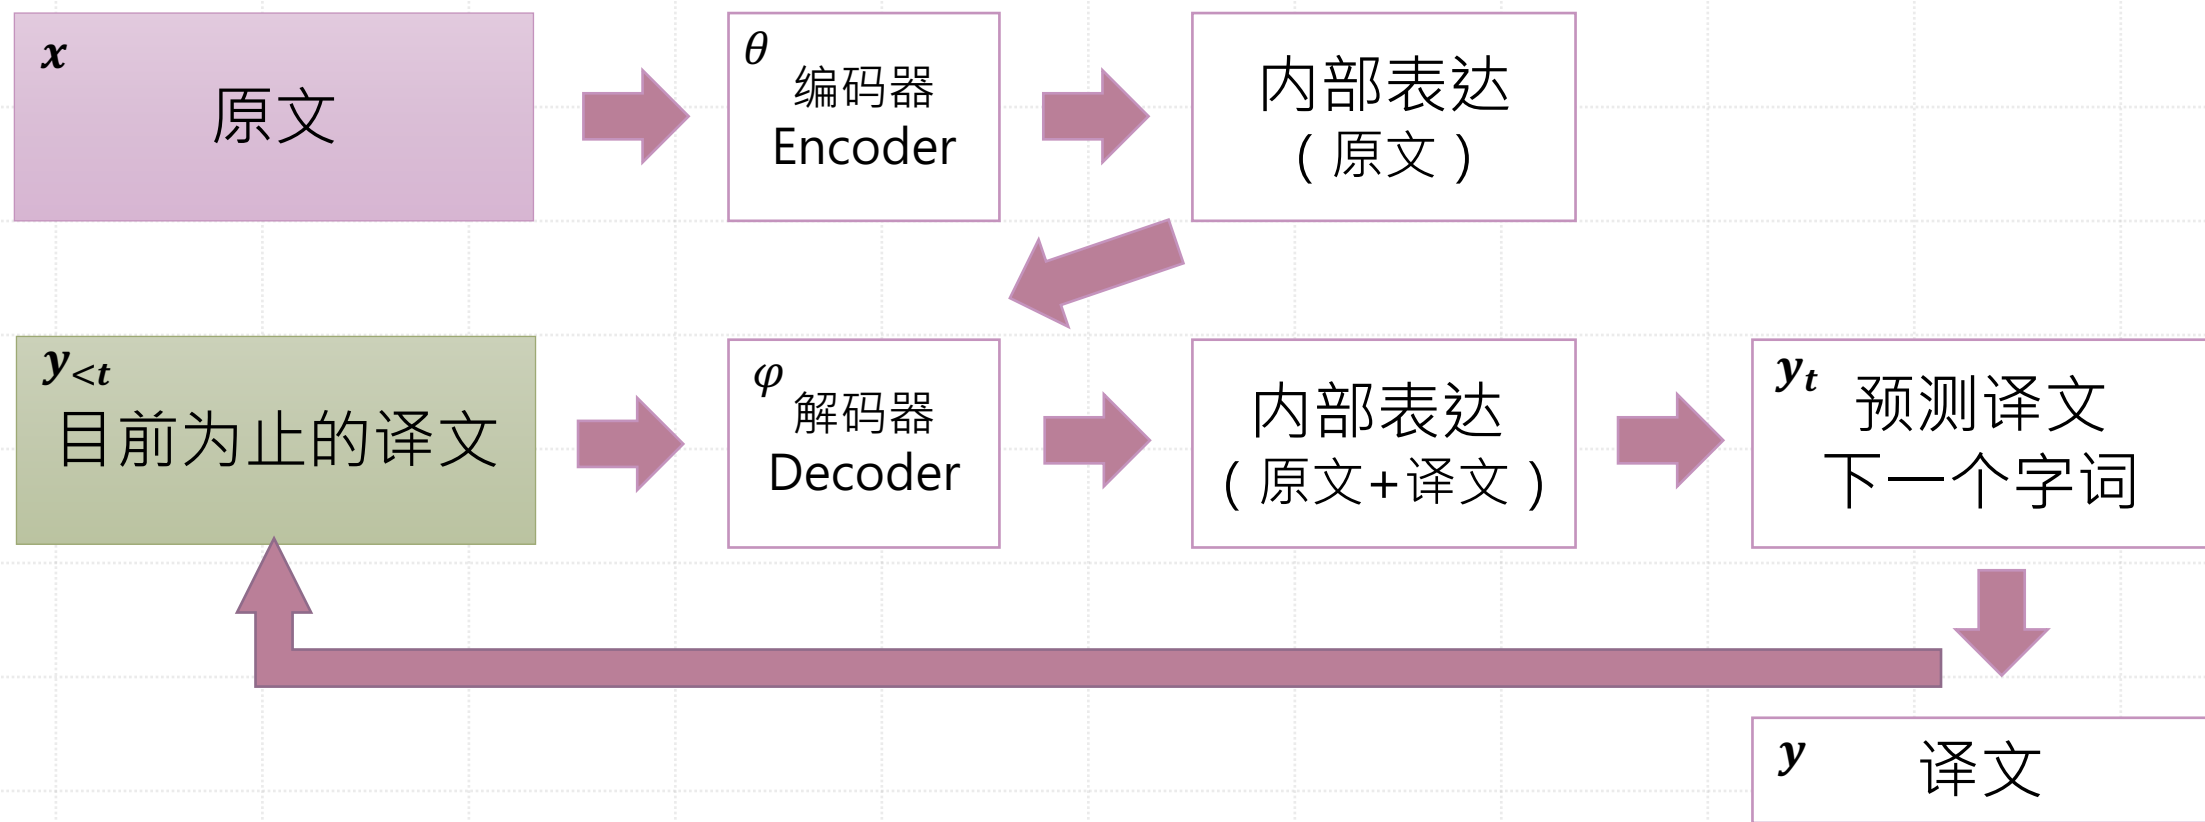 x
原文
θ
编码器
Encoder
内部表达
（原文）
y<t
目前为止的译文
φ
解码器
Decoder
内部表达
（原文+译文）
yt
预测译文
下一个字词
y
译文